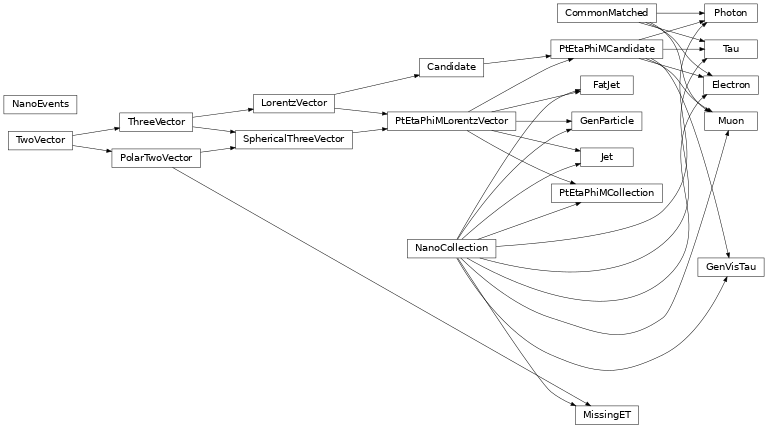 CommonMatched
Photon
PtEtaPhiMCandidate
Tau
Candidate
FatJet
Electron
NanoEvents
LorentzVector
ThreeVector
PtEtaPhiMLorentzVector
GenParticle
Muon
TwoVector
SphericalThreeVector
PolarTwoVector
Jet
PtEtaPhiMCollection
NanoCollection
GenVisTau
MissingET